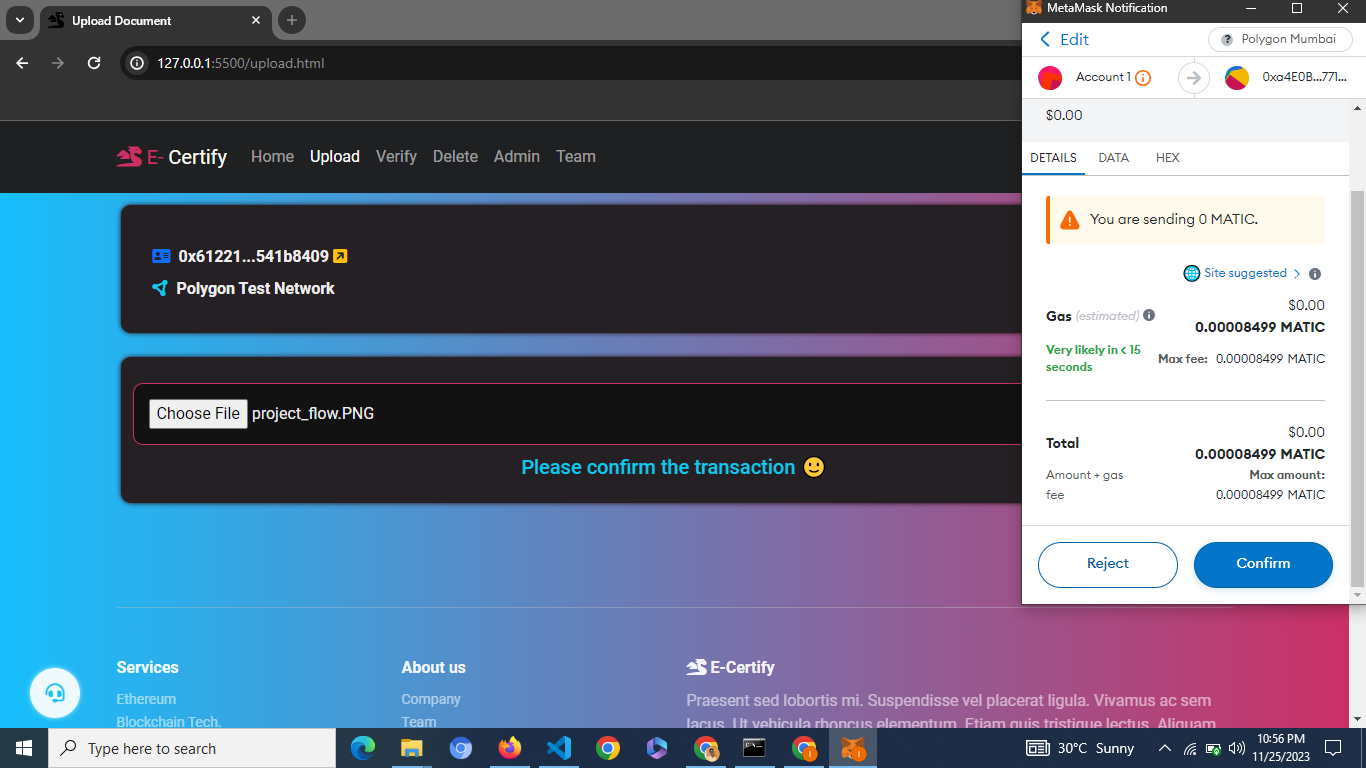 Upload Document
127.0.0.1:5500/upload.html
E- Certify
Home
Upload
Verify
Delete
Admin
Team
0x61221...541b8409
Polygon Test Network
Choose File project_flow.PNG
Please confirm the transaction
MetaMask Notification
Edit
Polygon Mumbai
Account 1
0xa4E0B...771...
$0.00
DETAILS
DATA
HEX
You are sending 0 MATIC.
Site suggested
Gas (estimated)
$0.00
0.00008499 MATIC
Very likely in < 15
seconds
Max fee: 0.00008499 MATIC
Total
$0.00
0.00008499 MATIC
Amount + gas
fee
Max amount:
0.00008499 MATIC
Reject
Confirm
Services
Ethereum
Blockchain Tech.
About us
Company
Team
E-Certify
Praesent sed lobortis mi. Suspendisse vel placerat ligula. Vivamus ac sem
lacus. Ut vehicula rhoncus elementum. Etiam quis tristique lectus. Aliquam
Type here to search
30°C Sunny
10:56 PM
11/25/2023